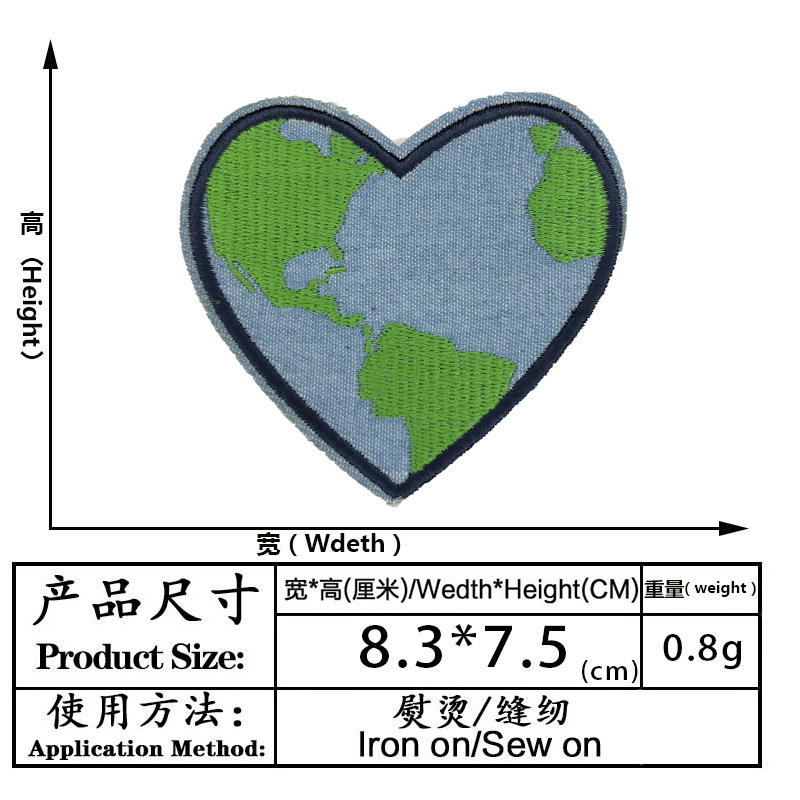 高（Height）
宽（Wdeth）
产品尺寸
Product Size:
宽*高(厘米)/Wedth*Height(CM)
重量(weight)
8.3*7.5(cm)
0.8g
使用方法:
Application Method:
熨烫/缝纫
Iron on/Sew on